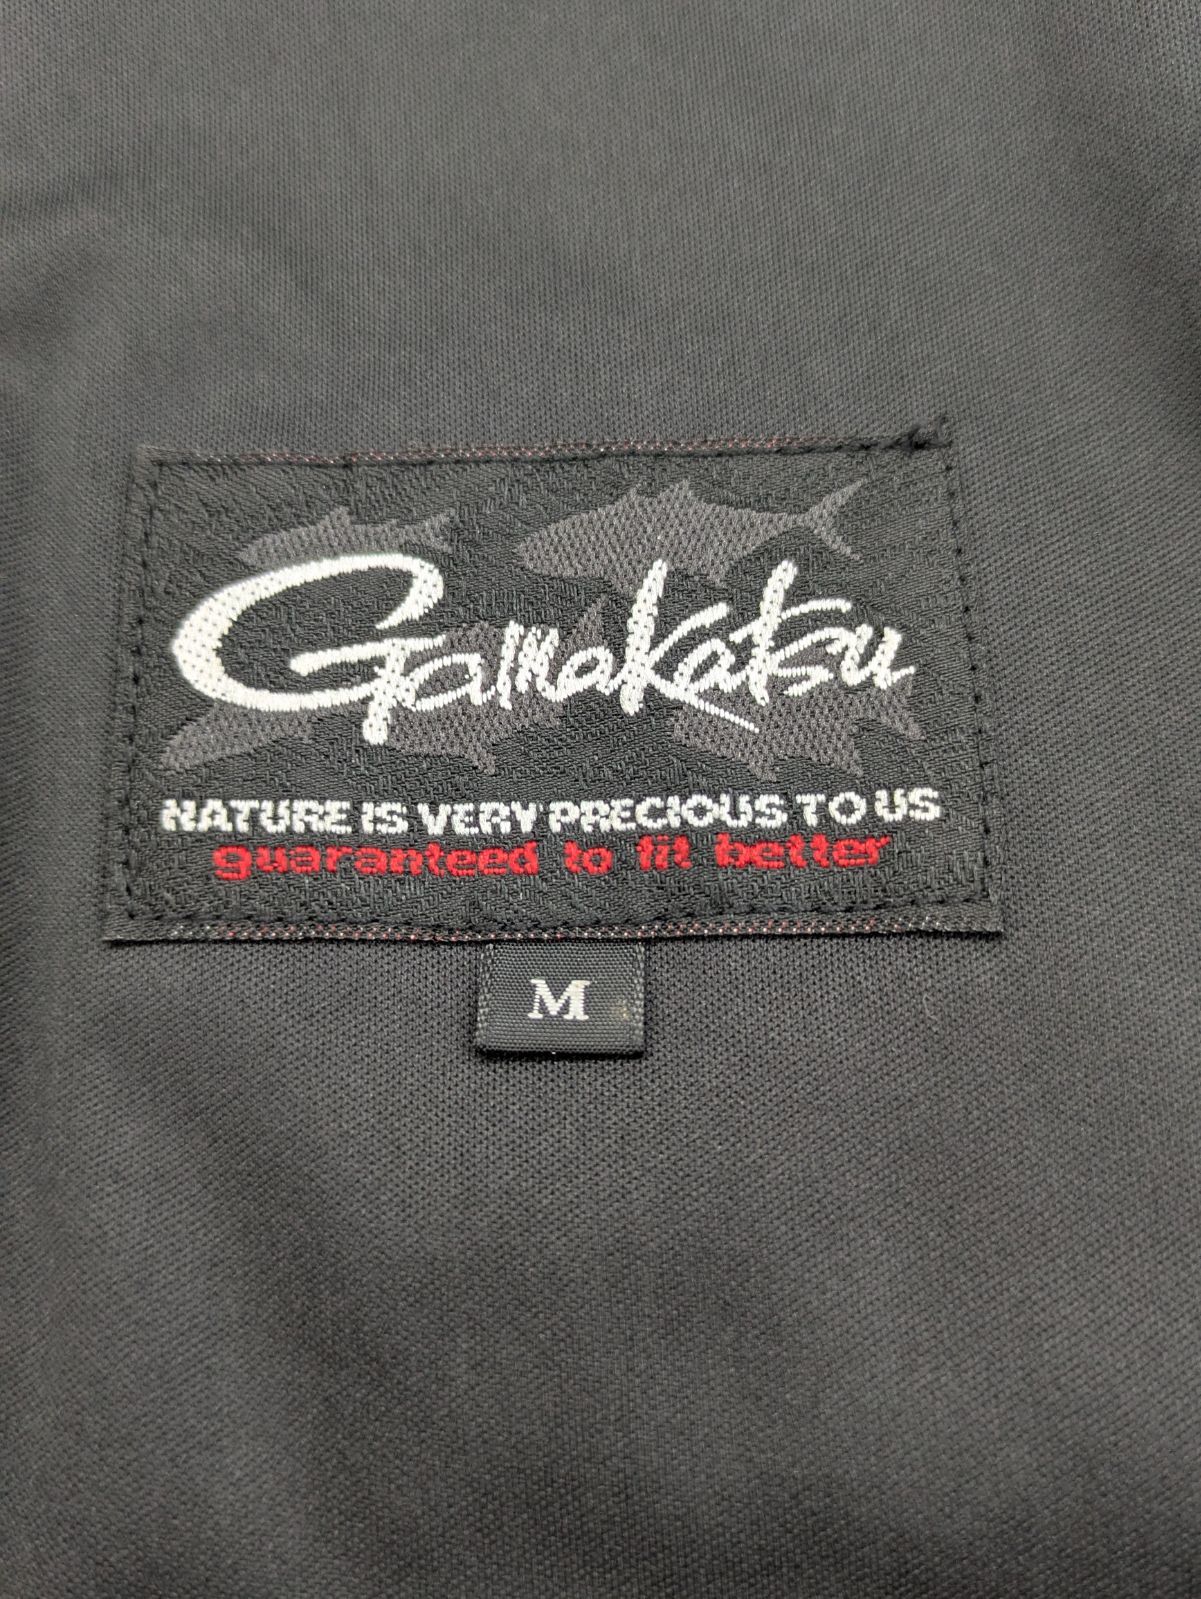 Gamakatsu
NATURE IS VERY PRECIOUS TO US
guaranteed to fit better
M